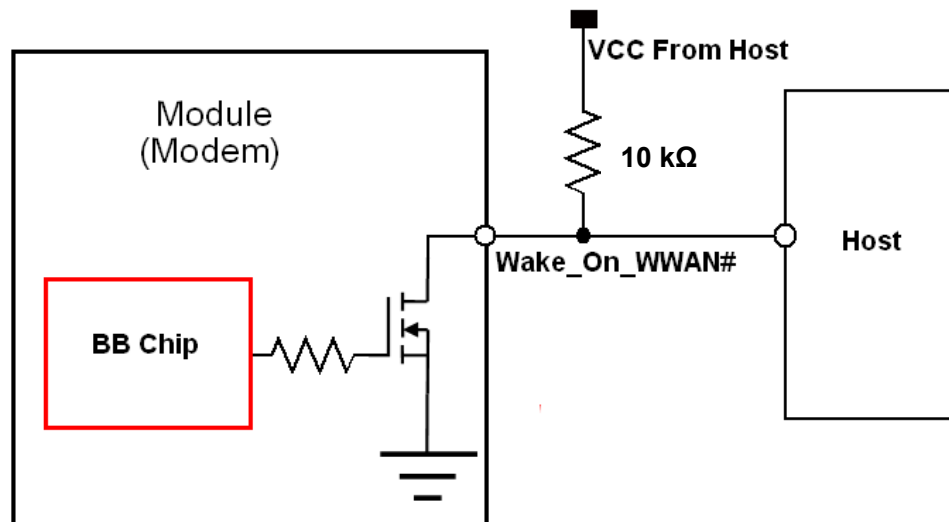 VCC From Host
Module
(Modem)
10 kΩ
Wake_On_WWAN#
Host
BB Chip